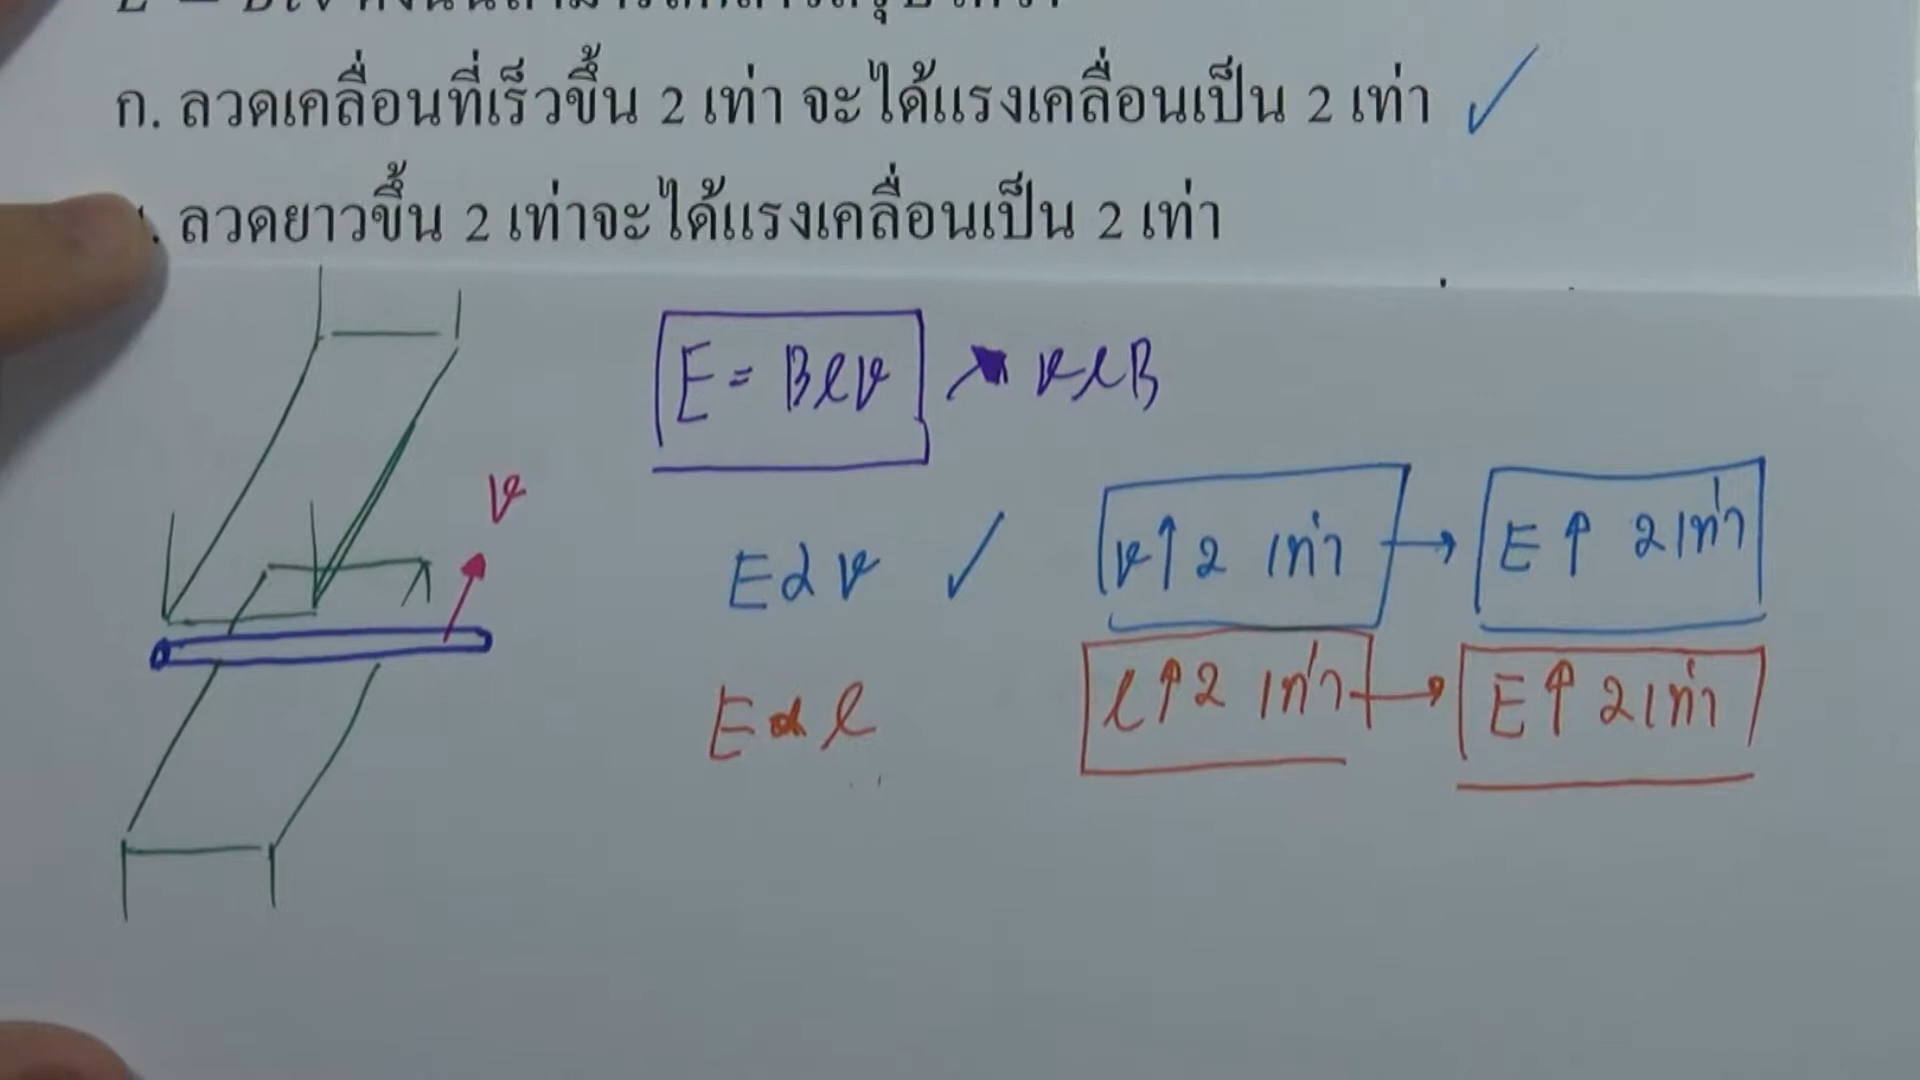 ก. ลวดเคลื่อนที่เร็วขึ้น 2 เท่า จะได้แรงเคลื่อนเป็น 2 เท่า ✓
. ลวดยาวขึ้น 2 เท่าจะได้แรงเคลื่อนเป็น 2 เท่า
E = Blv vlB
v
E α v ✓ v↑ 2 เท่า → E↑ 2 เท่า
E α l l↑ 2 เท่า → E↑ 2 เท่า